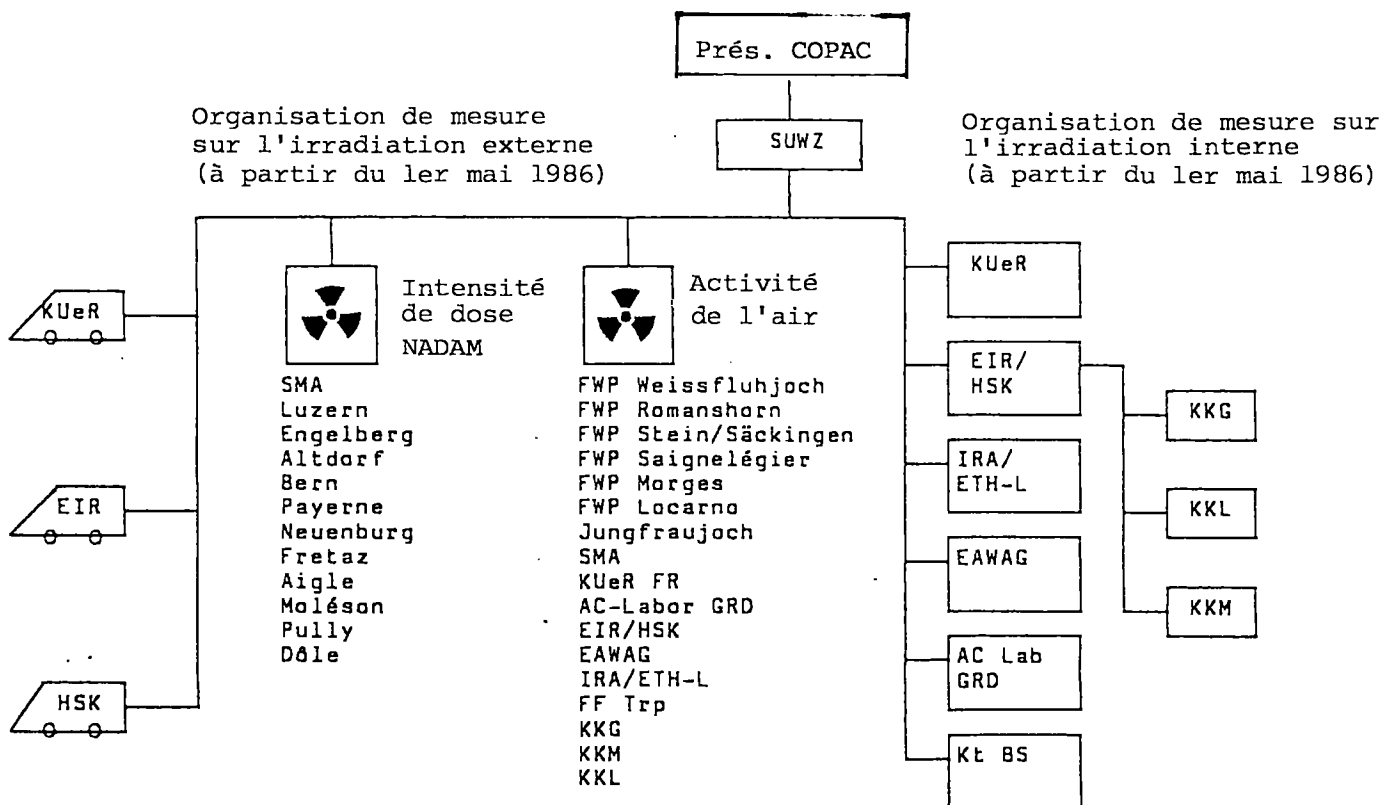 Prés. COPAC
SUWZ
Organisation de mesure
sur l'irradiation externe
(à partir du 1er mai 1986)
Organisation de mesure sur
l'irradiation interne
(à partir du 1er mai 1986)
KUeR
EIR
HSK
Intensité
de dose
NADAM
SMA
Luzern
Engelberg
Altdorf
Bern
Payerne
Neuenburg
Fretaz
Aigle
Moléson
Pully
Dôle
Activité
de l'air
FWP Weissfluhjoch
FWP Romanshorn
FWP Stein/Säckingen
FWP Saignelégier
FWP Morges
FWP Locarno
Jungfraujoch
SMA
KUeR FR
AC-Labor GRD
EIR/HSK
EAWAG
IRA/ETH-L
FF Trp
KKG
KKM
KKL
KUeR
EIR/
HSK
IRA/
ETH-L
EAWAG
AC Lab
GRD
Kt BS
KKG
KKL
KKM